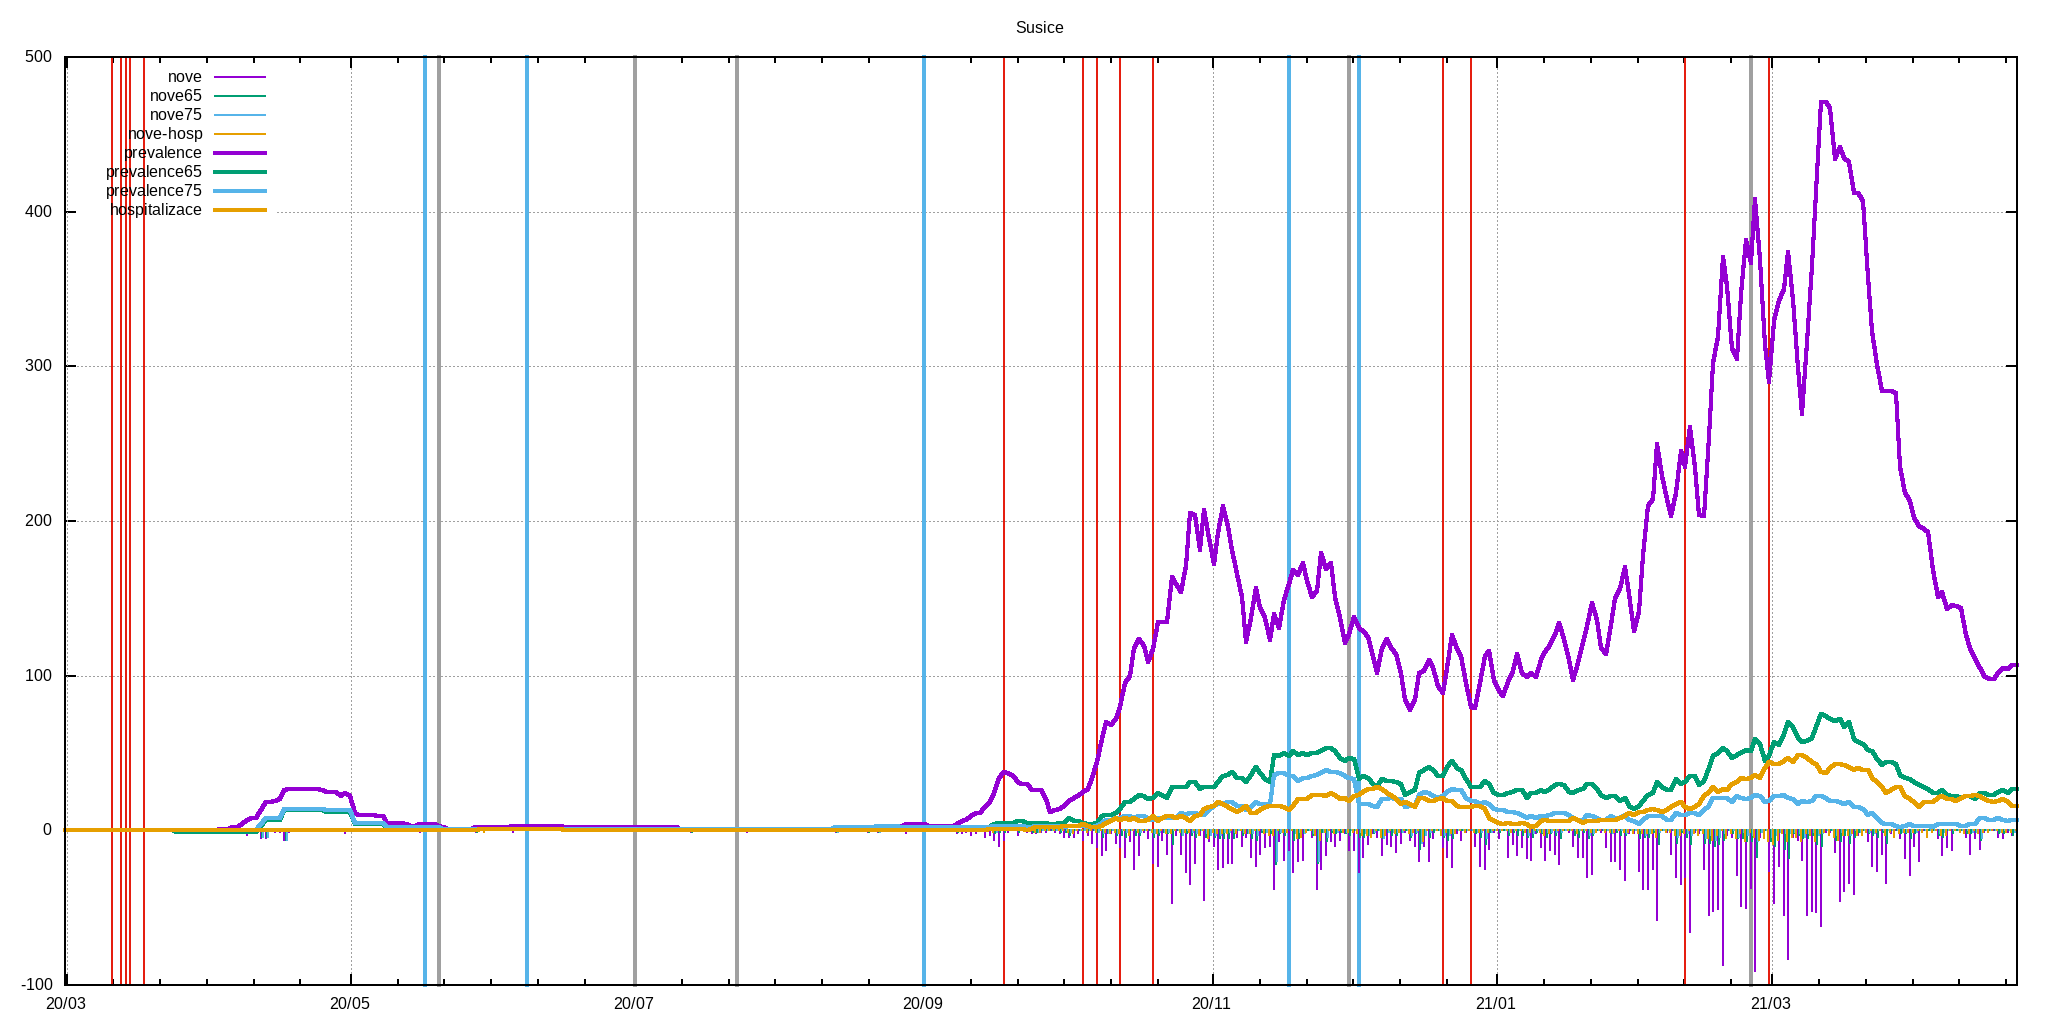 Susice
500
nove
nove65
nove75
nove-hosp
prevalence
prevalence65
prevalence75
hospitalizace
400
300
200
100
0
-100
20/03 20/05 20/07 20/09 20/11 21/01 21/03